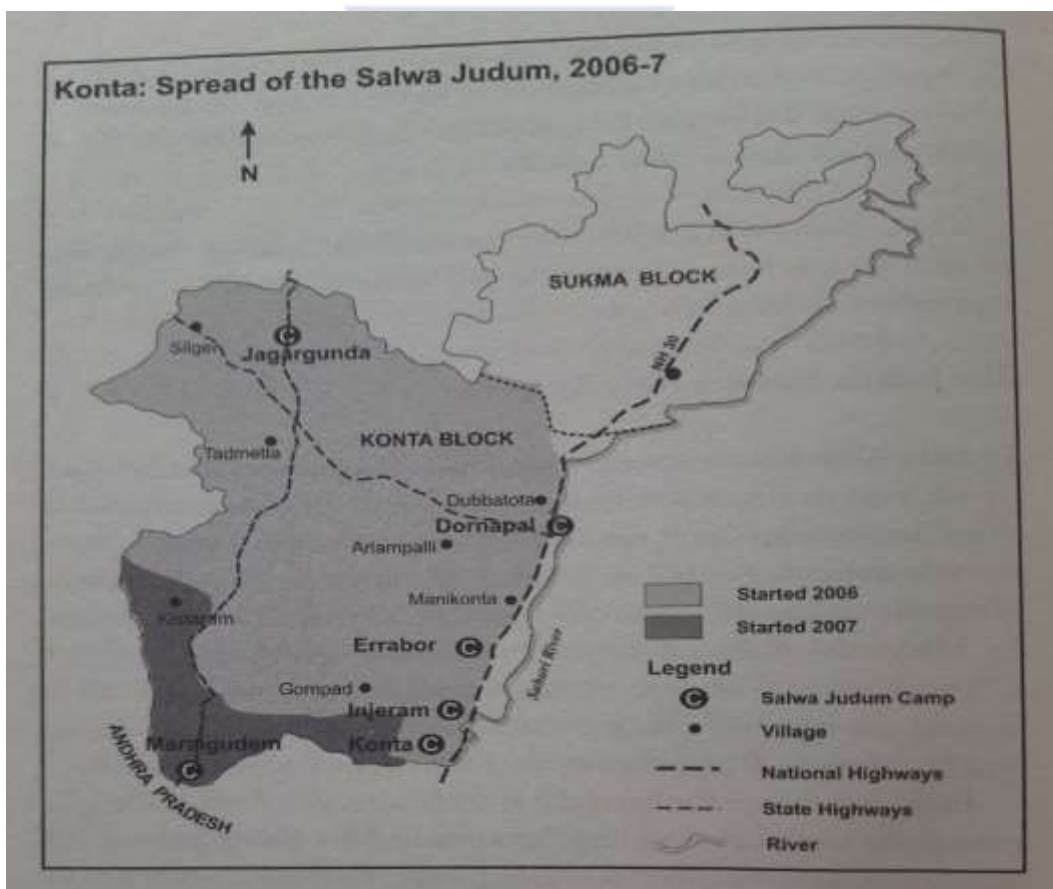 Konta: Spread of the Salwa Judum, 2006-7
N
SUKMA BLOCK
NH 30
Silger
Jagargunda
KONTA BLOCK
Tadmetla
Dubbatota
Dornapal
Arlampalli
Manikonta
Errabor
Sabari River
Gompad
Injeram
Maraigudem
Konta
ANDHRA PRADESH
Started 2006
Started 2007
Legend
Salwa Judum Camp
Village
National Highways
State Highways
River